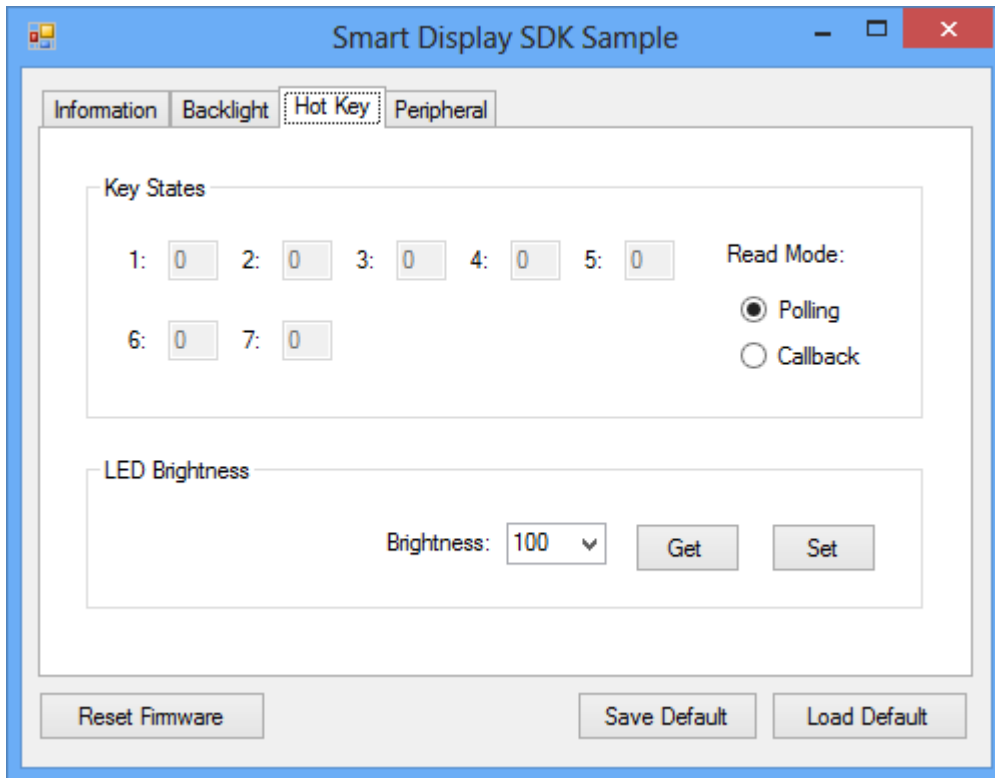 Smart Display SDK Sample
Information Backlight Hot Key Peripheral
Key States
1: 0 2: 0 3: 0 4: 0 5: 0 Read Mode:
Polling
6: 0 7: 0
Callback
LED Brightness
Brightness: 100 Get Set
Reset Firmware Save Default Load Default